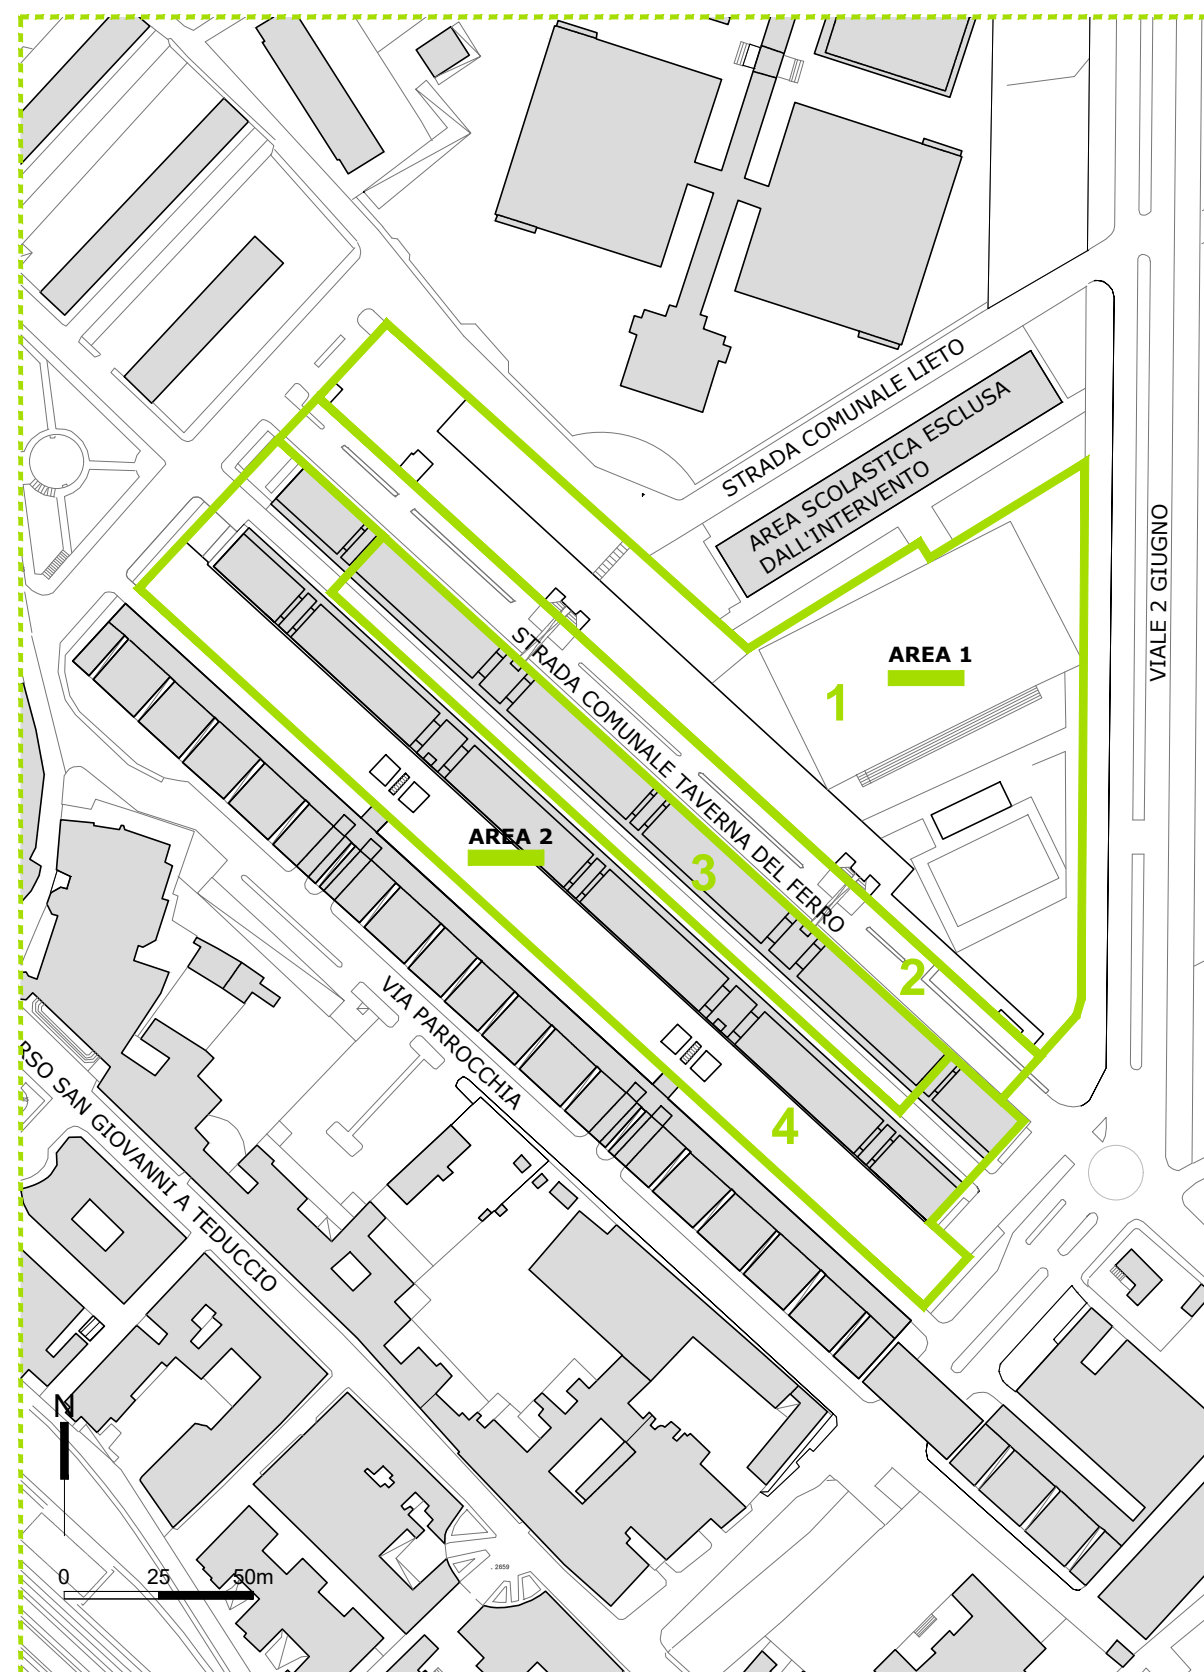 STRADA COMUNALE LIETO
AREA SCOLASTICA ESCLUSA
DALL'INTERVENTO
VIALE 2 GIUGNO
AREA 1
1
STRADA COMUNALE TAVERNA DEL FERRO
AREA 2
3
2
VIA PARROCCHIA
4
RSO SAN GIOVANNI A TEDUCCIO
N
0 25 50m
2659